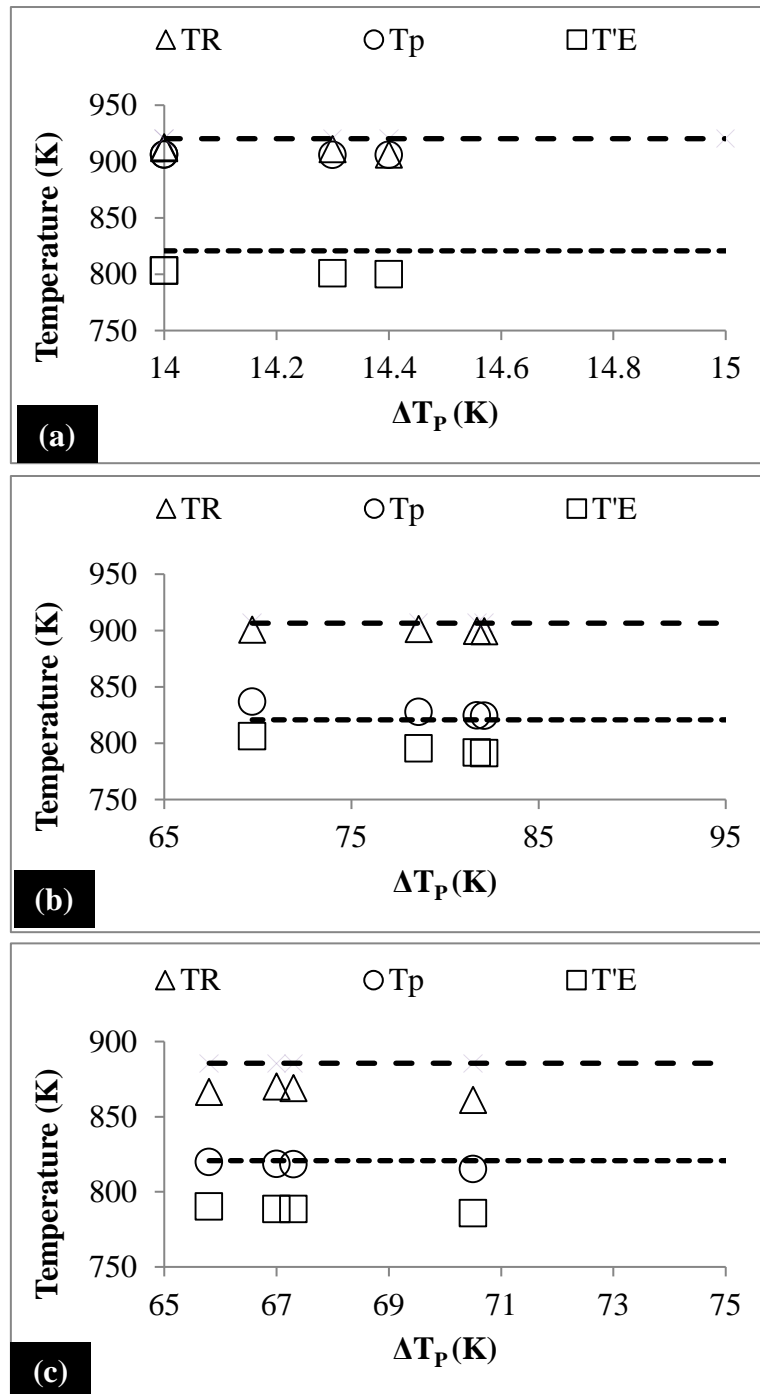 TR Tp T'E
950
900
850
800
750
Temperature (K)
14 14.2 14.4 14.6 14.8 15
ΔTP (K)
(a)
TR Tp T'E
950
900
850
800
750
Temperature (K)
65 75 85 95
ΔTP (K)
(b)
TR Tp T'E
900
850
800
750
Temperature (K)
65 67 69 71 73 75
ΔTP (K)
(c)